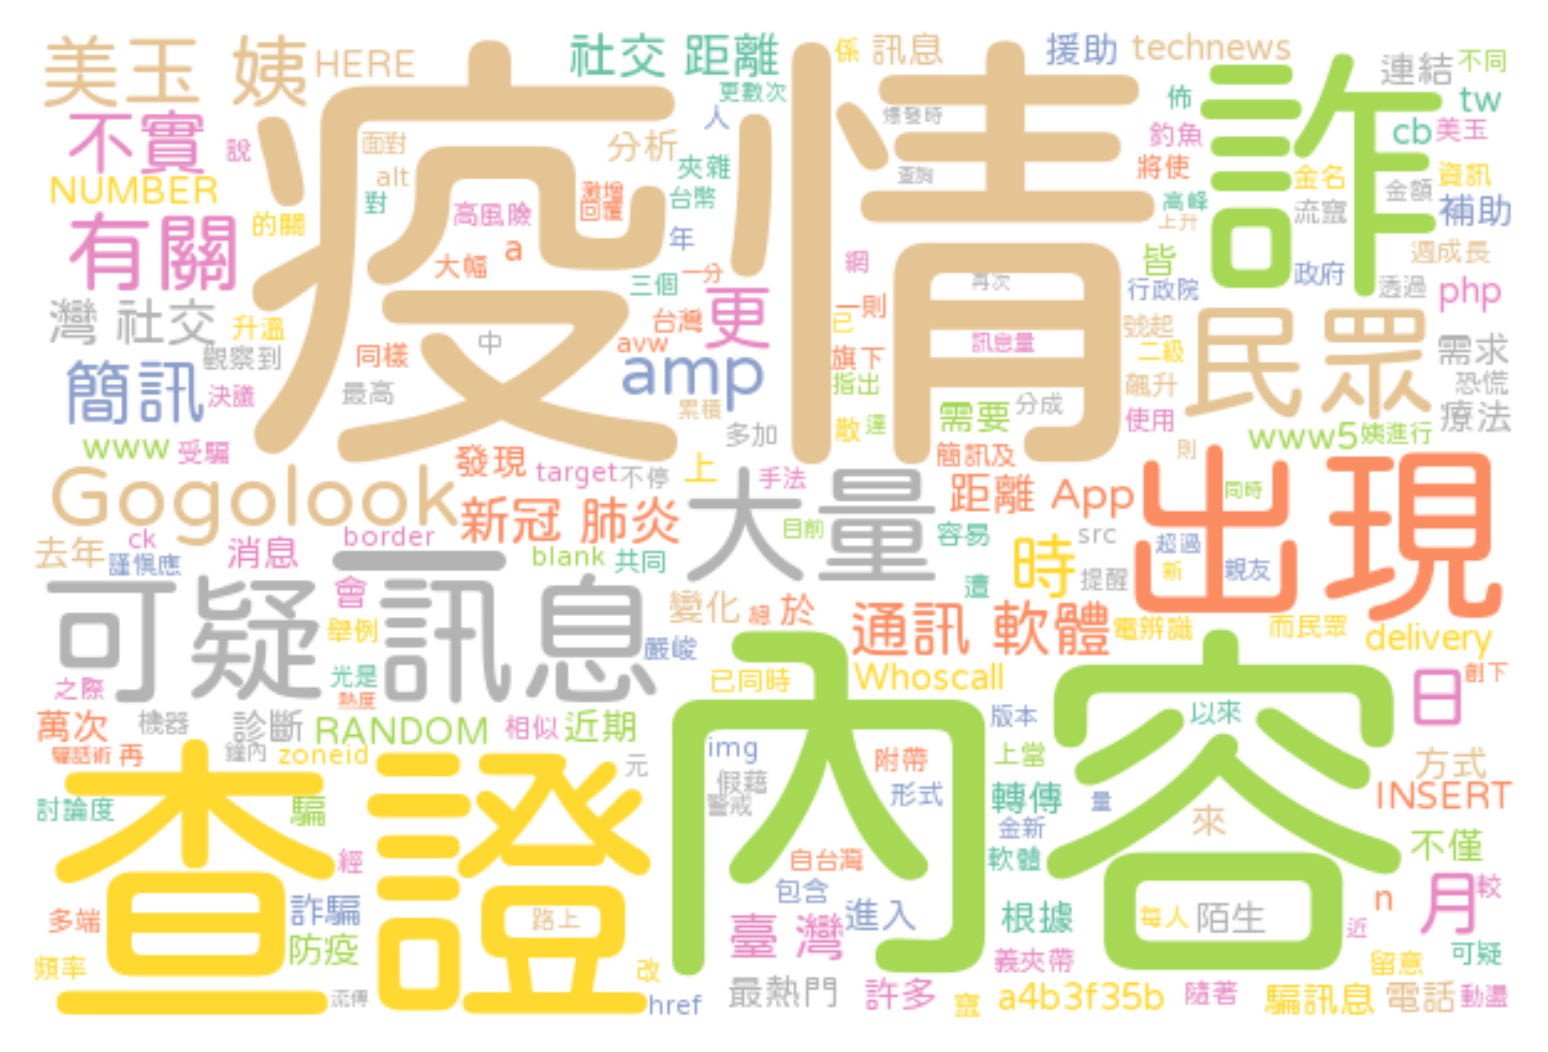 美玉 姨
HERE
社交 距離
係
訊息
援助
technews
連結
不同
疫情
詐
更數次
爆發時
佈
tw
不實
說
面對
人
分析
釣魚
cb
美玉
NUMBER
alt
對
激增
回覆
夾雜
台幣
查詢
將使
金名
金額
資訊
有關
的關
高風險
a
年
高峰
上升
流竄
補助
大幅
三個
一分
網
再次
皆
行政院
政府
透過
週成長
php
灣 社交
升溫
觀察到
同樣
中
台灣
avw
更
一則
已
旗下
訊息量
號起
二級
民眾
需求
簡訊
決議
最高
amp
累積
指出
飆升
恐慌
www
受騙
多加
散
達
需要
分成
使用
www5
姨進行
療法
發現
target
不停
上
手法
簡訊及
則
Gogolook
新冠 肺炎
大量
距離 App
出現
同時
去年
ck
消息
border
目前
容易
時
src
超過
謹慎應
blank
共同
遭
提醒
新
親友
可疑訊息
會
舉例
變化
總
於
通訊 軟體
電辨識
而民眾
delivery
嚴峻
之際
光是
熱度
已同時
Whoscall
內容
日
創下
萬次
機器
診斷
RANDOM
相似
近期
版本
以來
再
鐘內
zoneid
元
img
附帶
上當
方式
查證
討論度
騙
假藉
警戒
形式
轉傳
量
INSERT
金新
來
經
自台灣
軟體
不僅
多端
詐騙
路上
包含
臺灣
進入
根據
每人
陌生
n
月
較
近
頻率
防疫
改
義夾帶
留意
可疑
流傳
href
最熱門
許多
竄
a4b3f35b
隨著
騙訊息
電話
動盪